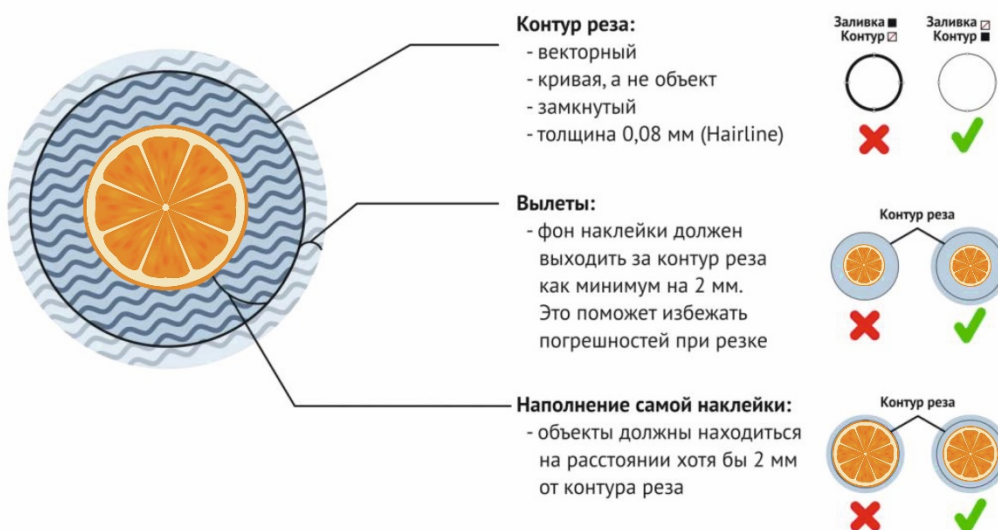 Контур реза:
- векторный
- кривая, а не объект
- замкнутый
- толщина 0,08 мм (Hairline)
Заливка
Контур
Заливка
Контур
Вылеты:
- фон наклейки должен
выходить за контур реза
как минимум на 2 мм.
Это поможет избежать
погрешностей при резке
Контур реза
Наполнение самой наклейки:
- объекты должны находиться
на расстоянии хотя бы 2 мм
от контура реза
Контур реза